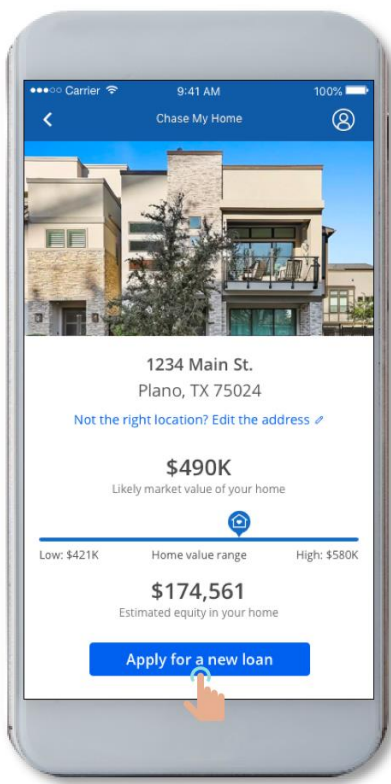 Carrier 9:41 AM 100%
Chase My Home
1234 Main St.
Plano, TX 75024
Not the right location? Edit the address
$490K
Likely market value of your home
Low: $421K Home value range High: $580K
$174,561
Estimated equity in your home
Apply for a new loan